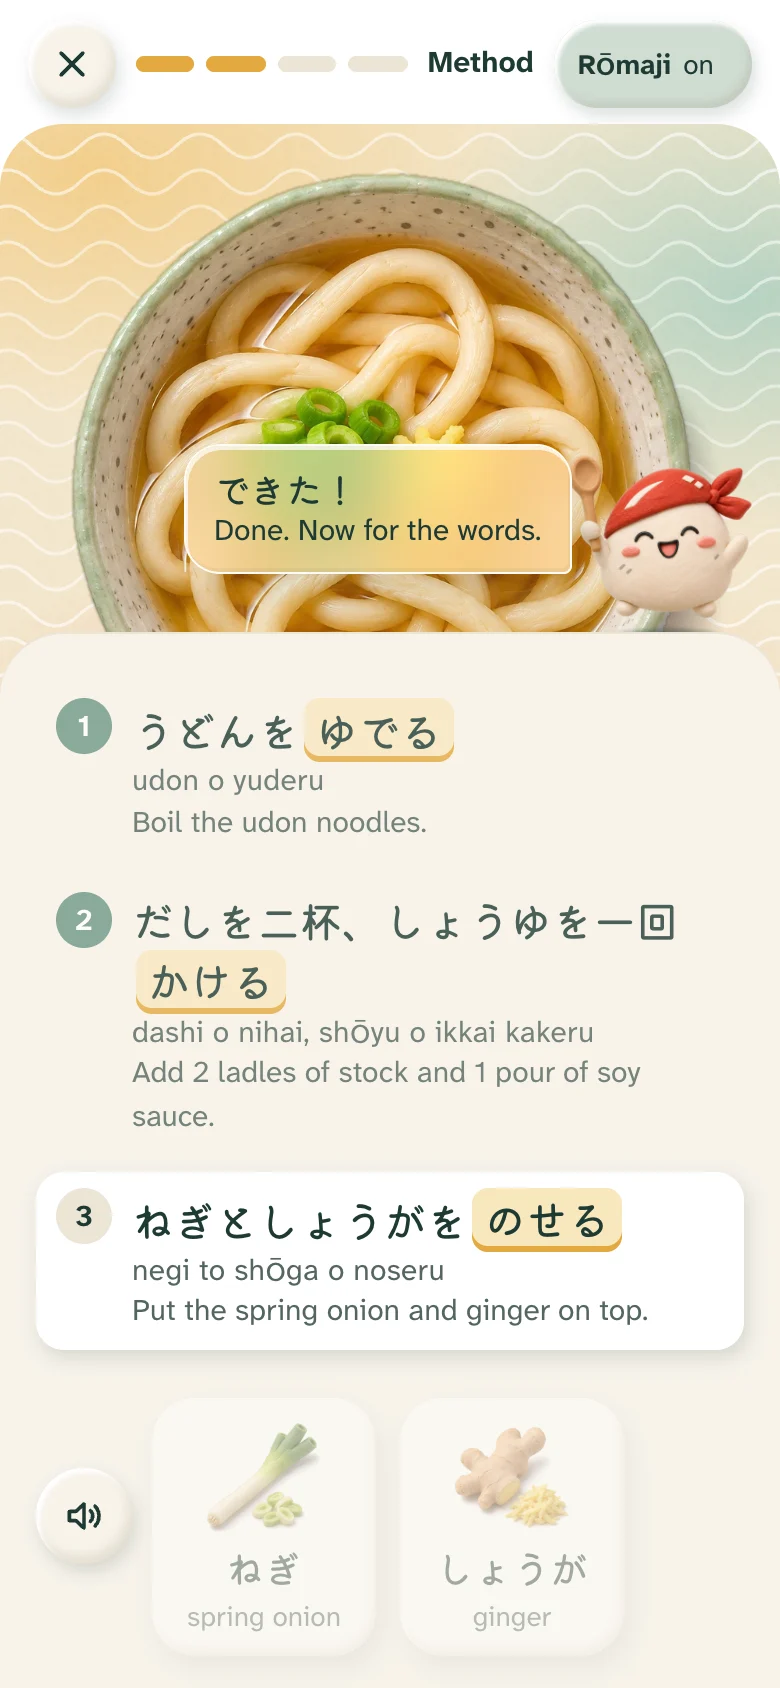 Method
Rōmaji on
できた！
Done. Now for the words.
1
うどんを ゆでる
udon o yuderu
Boil the udon noodles.
2
だしを二杯、しょうゆを一回
かける
dashi o nihai, shōyu o ikkai kakeru
Add 2 ladles of stock and 1 pour of soy
sauce.
3
ねぎとしょうがを のせる
negi to shōga o noseru
Put the spring onion and ginger on top.
ねぎ
spring onion
しょうが
ginger